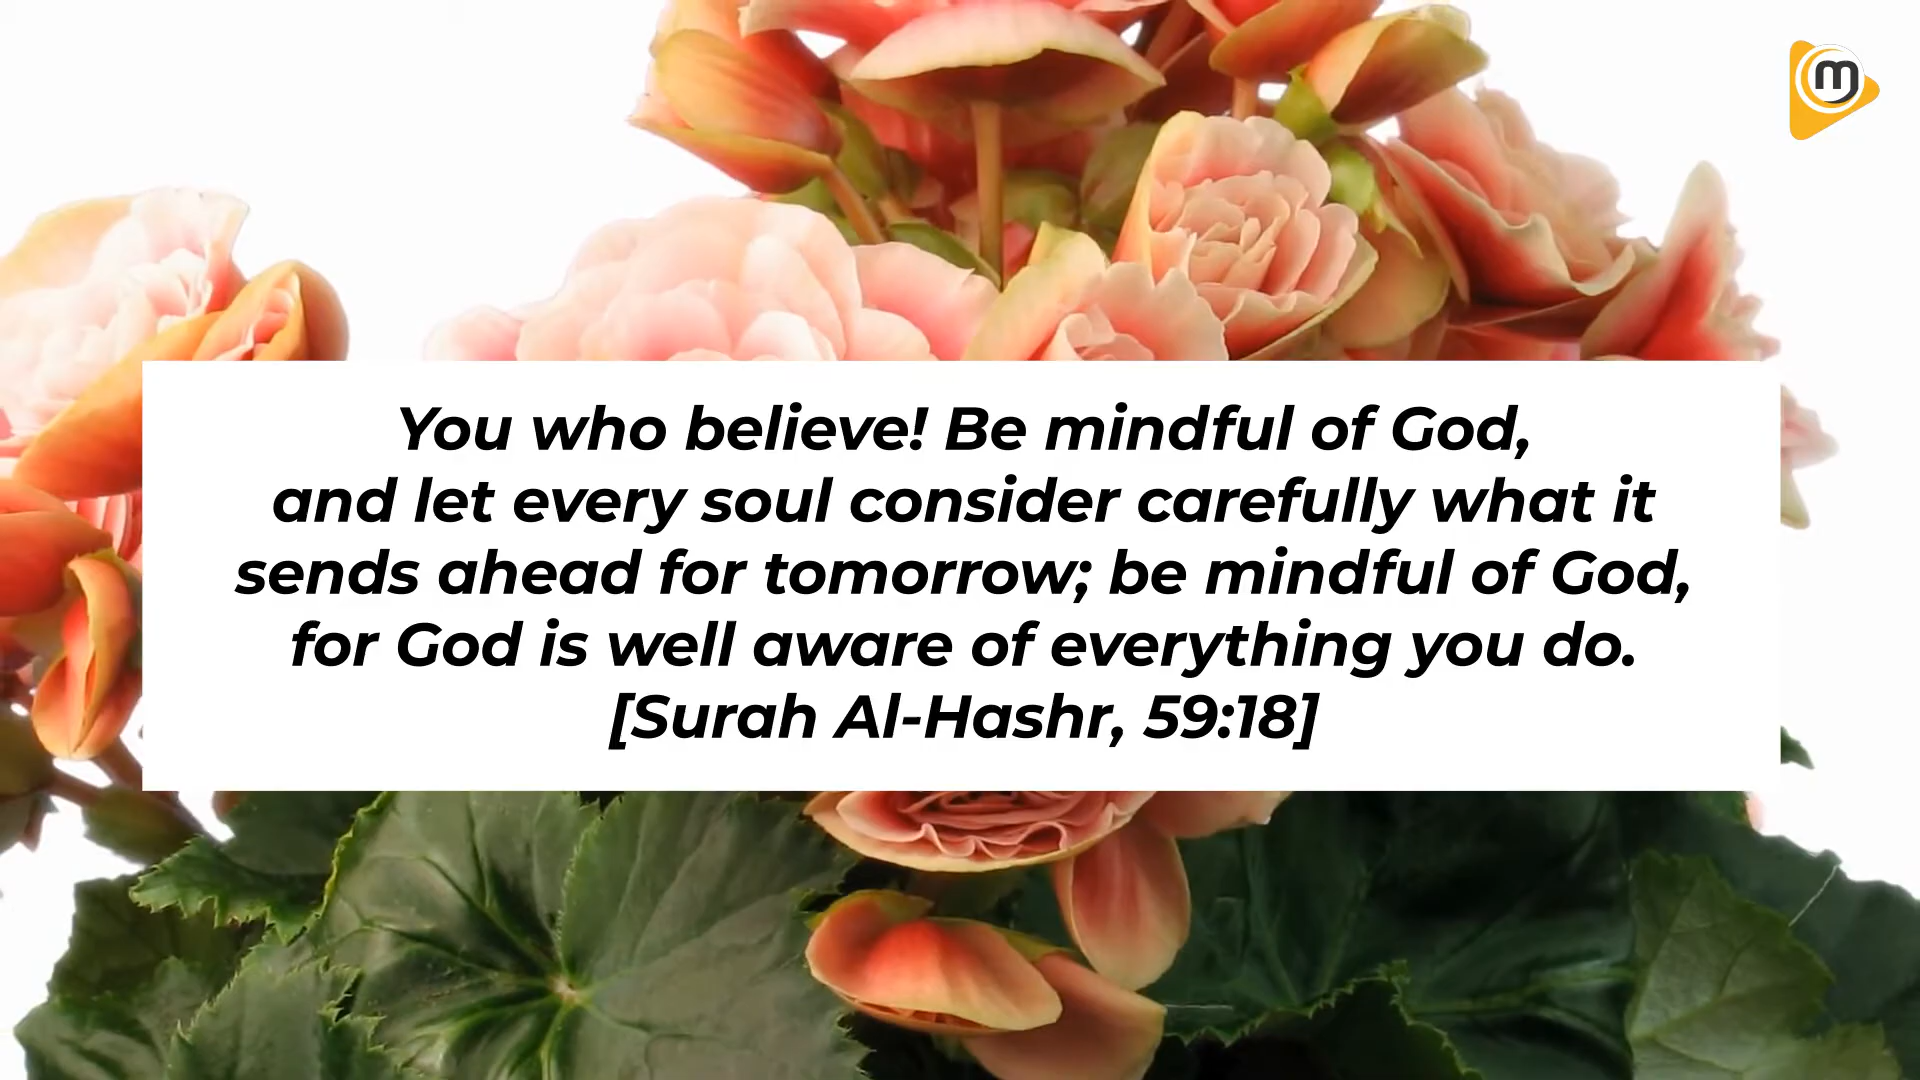 You who believe! Be mindful of God,
and let every soul consider carefully what it
sends ahead for tomorrow; be mindful of God,
for God is well aware of everything you do.
[Surah Al-Hashr, 59:18]
m